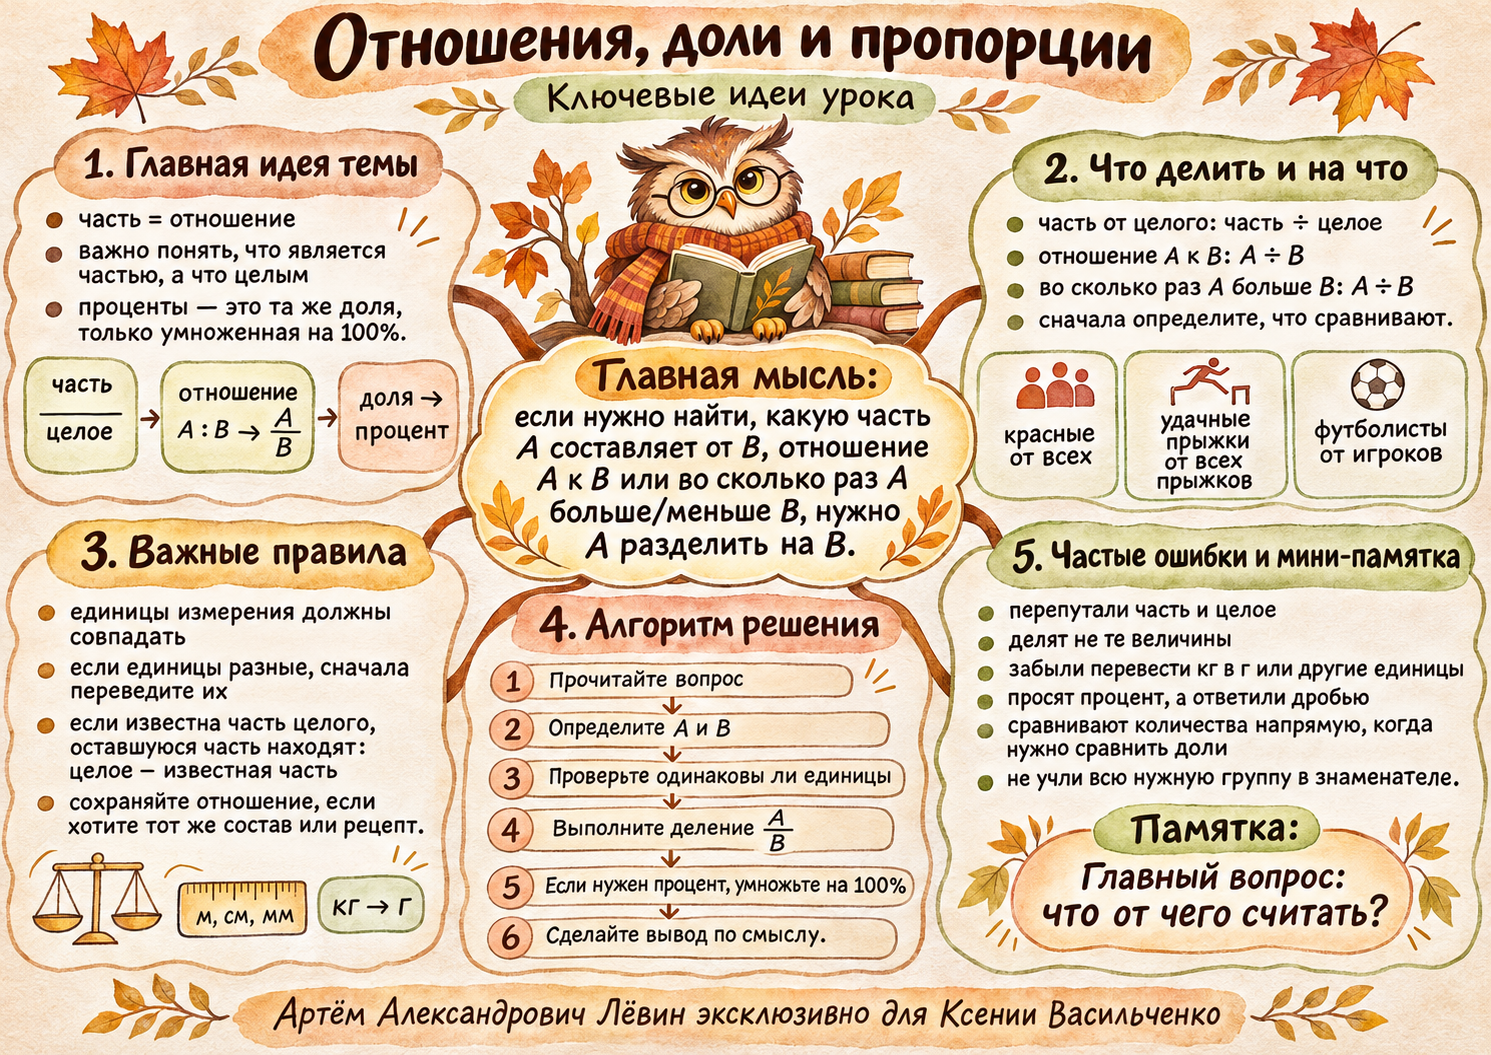 Отношения, доли и пропорции
Ключевые идеи урока
1. Главная идея темы
часть = отношение
важно понять, что является
частью, а что целым
проценты — это та же доля,
только умноженная на 100%.
часть
целое
отношение
A : B → A/B
доля →
процент
2. Что делить и на что
часть от целого: часть ÷ целое
отношение A к B: A ÷ B
во сколько раз A больше B: A ÷ B
сначала определите, что сравнивают.
красные
от всех
удачные
прыжки
от всех
прыжков
футболисты
от игроков
Главная мысль:
если нужно найти, какую часть
A составляет от B, отношение
A к B или во сколько раз A
больше/меньше B, нужно
A разделить на B.
3. Важные правила
единицы измерения должны
совпадать
если единицы разные, сначала
переведите их
если известна часть целого,
оставшуюся часть находят:
целое — известная часть
сохраняйте отношение, если
хотите тот же состав или рецепт.
м, см, мм
кг → г
4. Алгоритм решения
1 Прочитайте вопрос
2 Определите A и B
3 Проверьте одинаковы ли единицы
4 Выполните деление A/B
5 Если нужен процент, умножьте на 100%
6 Сделайте вывод по смыслу.
5. Частые ошибки и мини-памятка
перепутали часть и целое
делят не те величины
забыли перевести кг в г или другие единицы
просят процент, а ответили дробью
сравнивают количества напрямую, когда
нужно сравнить доли
не учли всю нужную группу в знаменателе.
Памятка:
Главный вопрос:
что от чего считать?
Артём Александрович Лёвин эксклюзивно для Ксении Васильченко